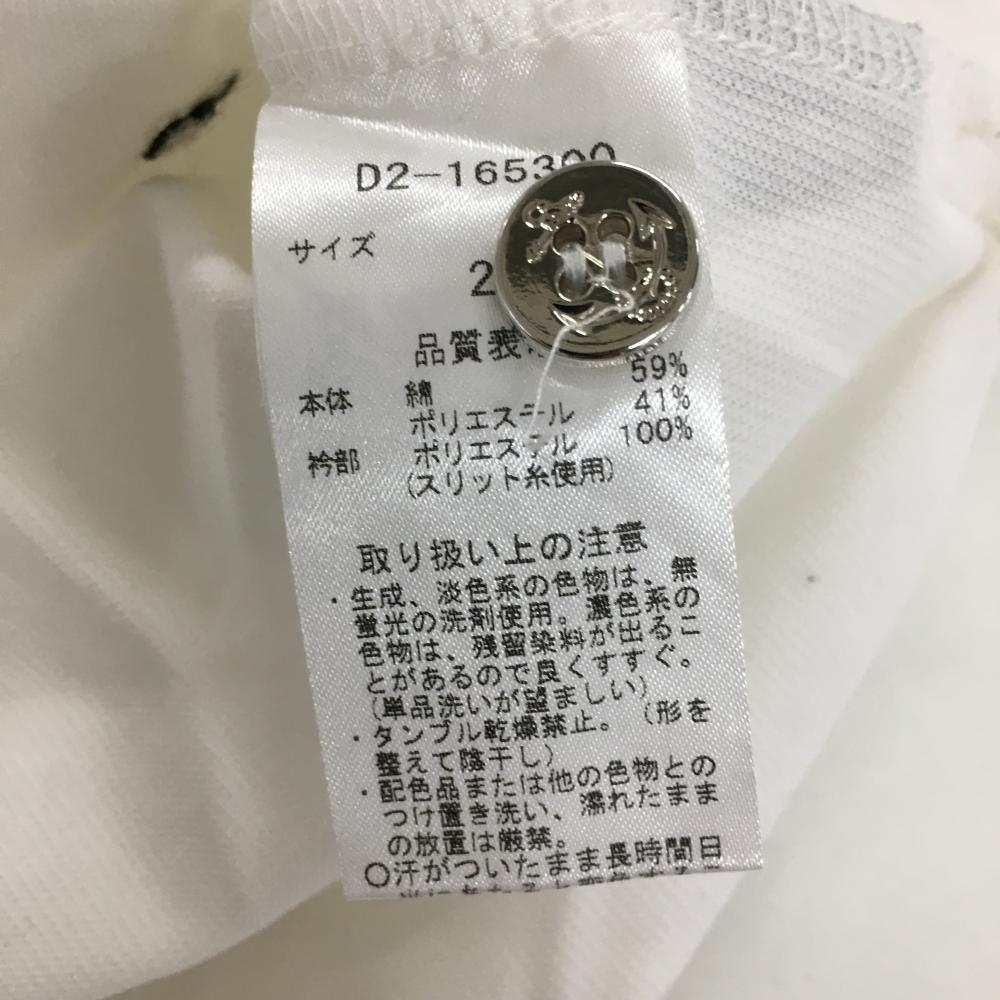 D2-165300
サイズ
2
品質表
本体 綿 59%
ポリエステル 41%
衿部 ポリエステル 100%
(スリット糸使用)
取り扱い上の注意
・生成、淡色系の色物は、無
蛍光の洗剤使用。濃色系の
色物は、残留染料が出るこ
とがあるので良くすすぐ。
(単品洗いが望ましい)
・タンブル乾燥禁止。(形を
整えて陰干し)
・配色品または他の色物との
つけ置き洗い、濡れたまま
の放置は厳禁。
○汗がついたまま長時間日